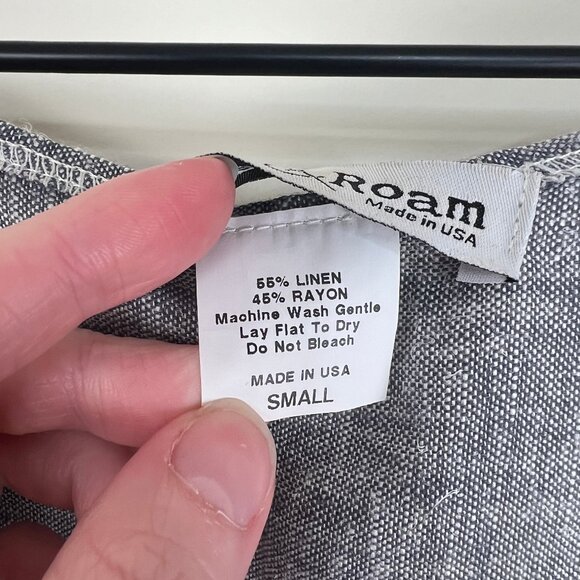 Roam
Made in USA
55% LINEN
45% RAYON
Machine Wash Gentle
Lay Flat To Dry
Do Not Bleach
MADE IN USA
SMALL